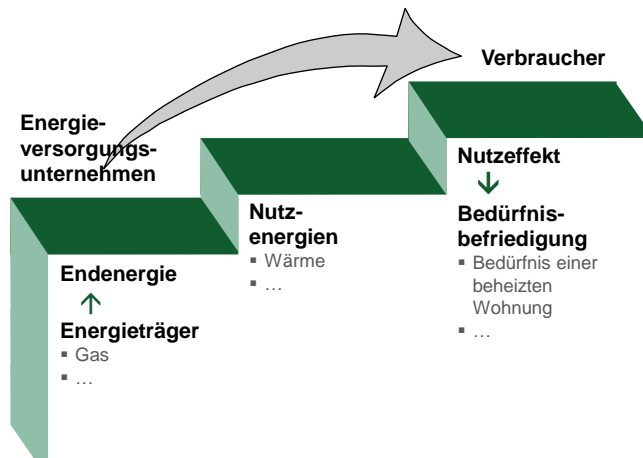 Verbraucher
Energie-
versorgungs-
unternehmen
Endenergie
Energieträger
▪ Gas
▪ …
Nutz-
energien
▪ Wärme
▪ …
Nutzeffekt
Bedürfnis-
befriedigung
▪ Bedürfnis einer
beheizten
Wohnung
▪ …